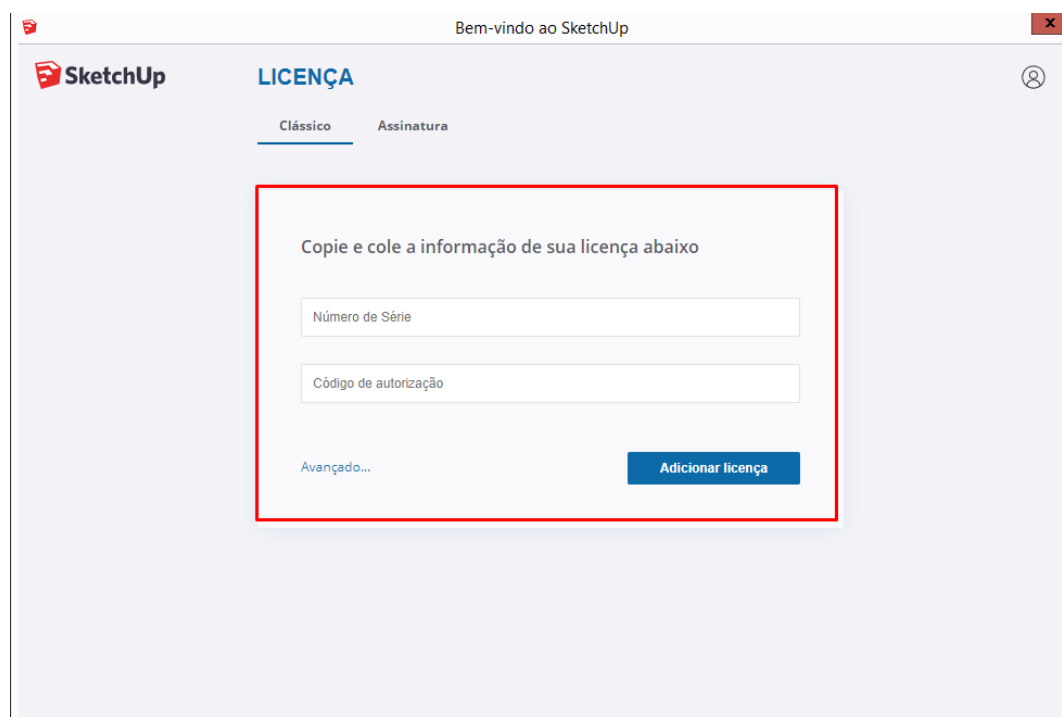 Bem-vindo ao SketchUp
x
SketchUp
LICENÇA
Clássico Assinatura
Copie e cole a informação de sua licença abaixo
Número de Série
Código de autorização
Avançado...
Adicionar licença